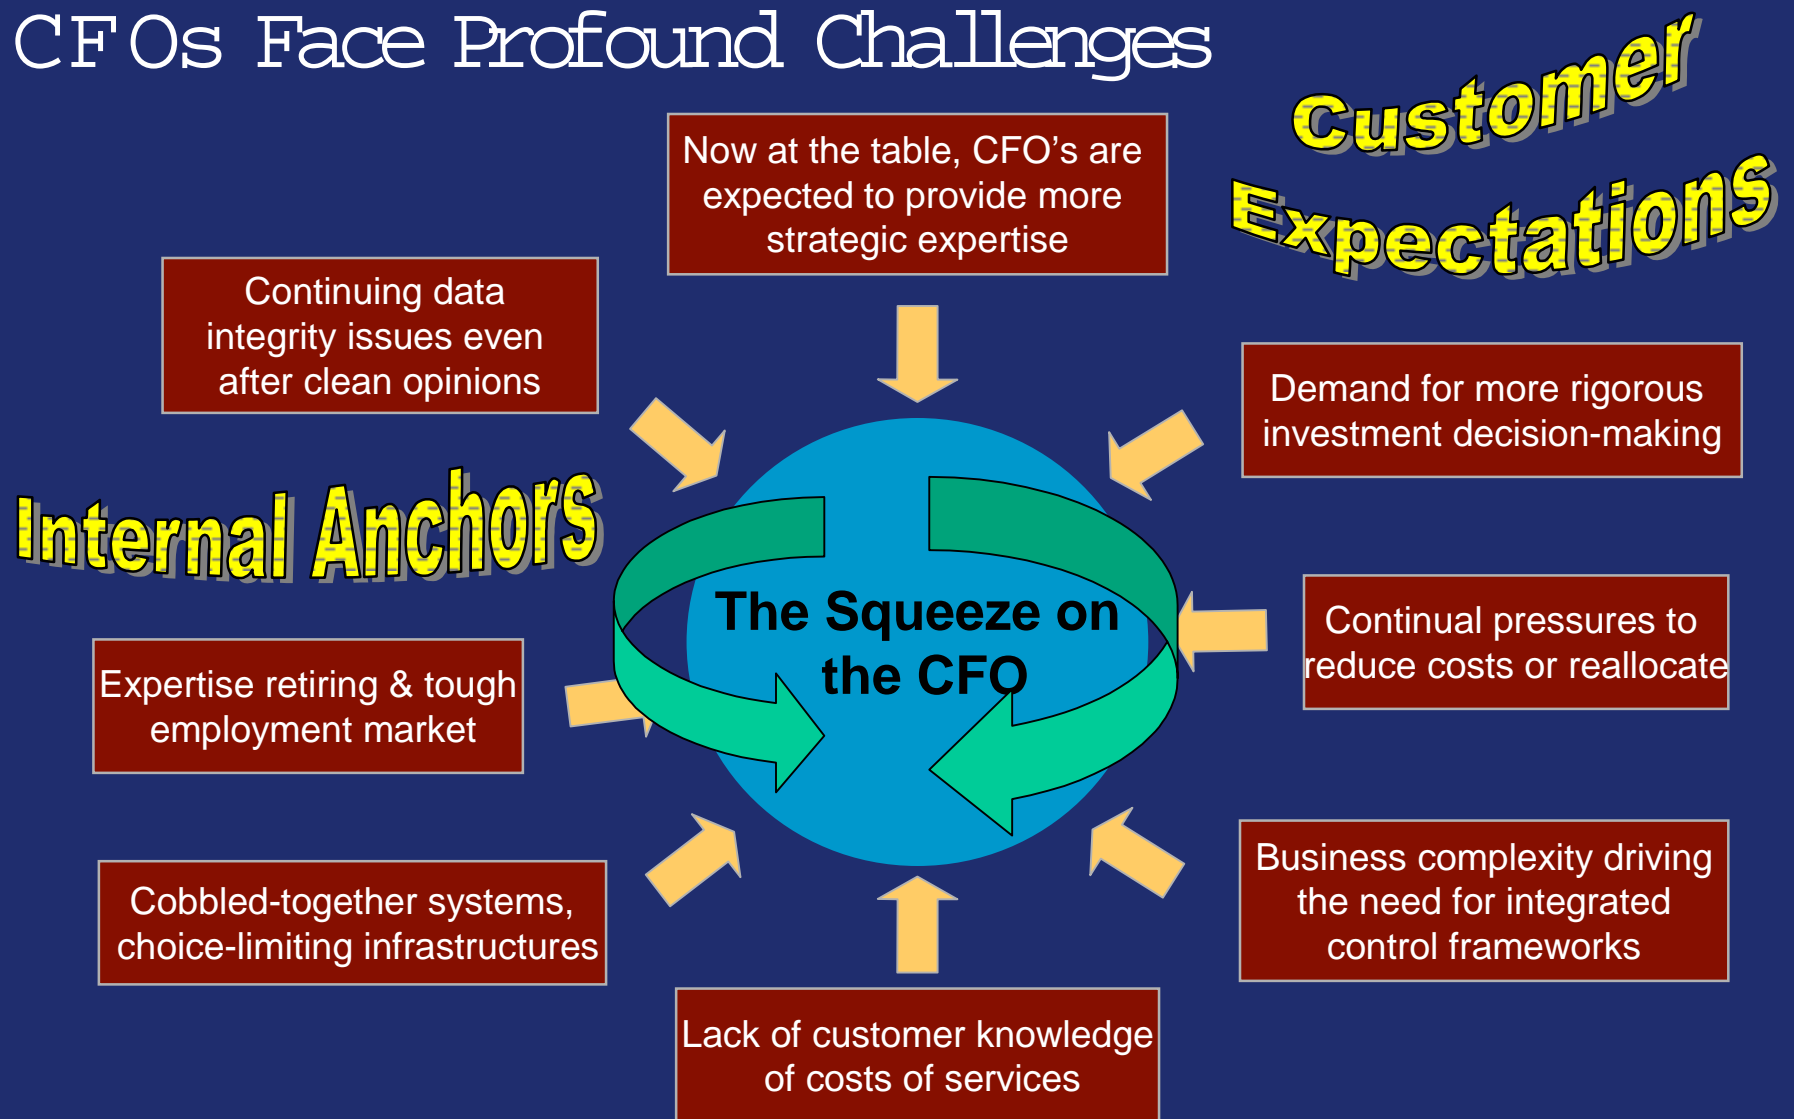 CFOs Face Profound Challenges
Customer
Expectations
Now at the table, CFO’s are
expected to provide more
strategic expertise
Continuing data
integrity issues even
after clean opinions
Demand for more rigorous
investment decision-making
Internal Anchors
The Squeeze on
the CFO
Continual pressures to
reduce costs or reallocate
Expertise retiring & tough
employment market
Business complexity driving
the need for integrated
control frameworks
Cobbled-together systems,
choice-limiting infrastructures
Lack of customer knowledge
of costs of services